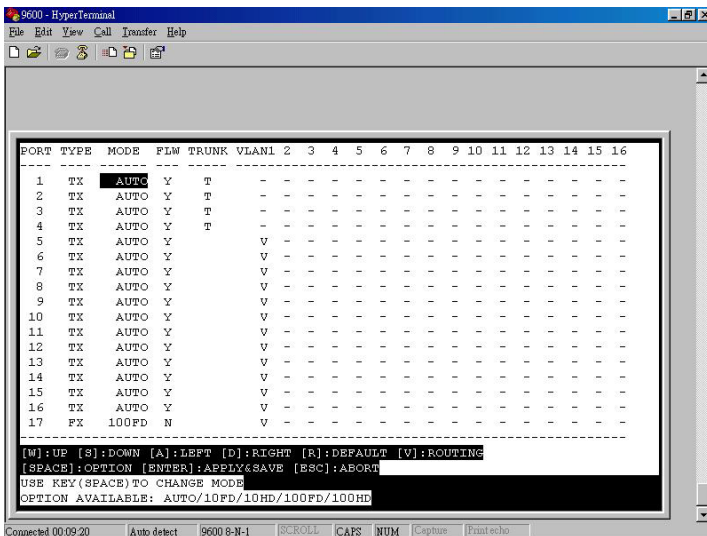 9600 - HyperTerminal
File Edit View Call Transfer Help
PORT TYPE MODE FLW TRUNK VLAN1 2 3 4 5 6 7 8 9 10 11 12 13 14 15 16
---- ---- ------ --- ----- ------------------------------------------------
1 TX AUTO Y T - - - - - - - - - - - - - - - -
2 TX AUTO Y T - - - - - - - - - - - - - - - -
3 TX AUTO Y T - - - - - - - - - - - - - - - -
4 TX AUTO Y T - - - - - - - - - - - - - - - -
5 TX AUTO Y V - - - - - - - - - - - - - - -
6 TX AUTO Y V - - - - - - - - - - - - - - -
7 TX AUTO Y V - - - - - - - - - - - - - - -
8 TX AUTO Y V - - - - - - - - - - - - - - -
9 TX AUTO Y V - - - - - - - - - - - - - - -
10 TX AUTO Y V - - - - - - - - - - - - - - -
11 TX AUTO Y V - - - - - - - - - - - - - - -
12 TX AUTO Y V - - - - - - - - - - - - - - -
13 TX AUTO Y V - - - - - - - - - - - - - - -
14 TX AUTO Y V - - - - - - - - - - - - - - -
15 TX AUTO Y V - - - - - - - - - - - - - - -
16 TX AUTO Y V - - - - - - - - - - - - - - -
17 FX 100FD N V - - - - - - - - - - - - - - -
[W]:UP [S]:DOWN [A]:LEFT [D]:RIGHT [R]:DEFAULT [V]:ROUTING
[SPACE]:OPTION [ENTER]:APPLY&SAVE [ESC]:ABORT
USE KEY(SPACE)TO CHANGE MODE
OPTION AVAILABLE: AUTO/10FD/10HD/100FD/100HD
Connected 00:09:20 Auto detect 9600 8-N-1 SCROLL CAPS NUM Capture Print echo